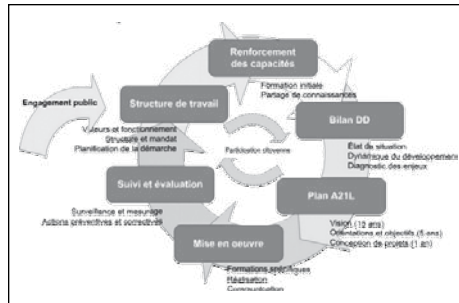 Renforcement
des capacités
Formation initiale
Partage de connaissances
Engagement public
Structure de travail
Valeurs et fonctionnement
Structure et mandat
Planification de la démarche
Bilan DD
État de situation
Dynamique du développement
Diagnostic des enjeux
Participation citoyenne
Suivi et évaluation
Surveillance et mesurage
Actions préventives et correctives
Plan A21L
Vision (12 ans)
Orientations et objectifs (5 ans)
Conception de projets (1 an)
Mise en oeuvre
Formations spécifiques
Réalisation
Communication